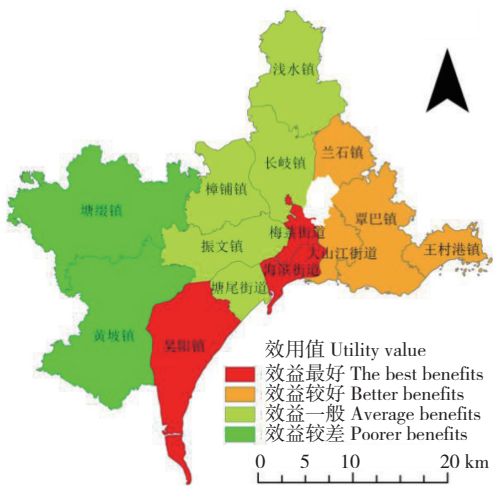 浅水镇
兰石镇
长岐镇
樟铺镇
塘缀镇
覃巴镇
梅菉街道
振文镇
大山江街道
王村港镇
海滨街道
塘尾街道
黄坡镇
吴阳镇
效用值 Utility value
效益最好 The best benefits
效益较好 Better benefits
效益一般 Average benefits
效益较差 Poorer benefits
0 5 10 20 km